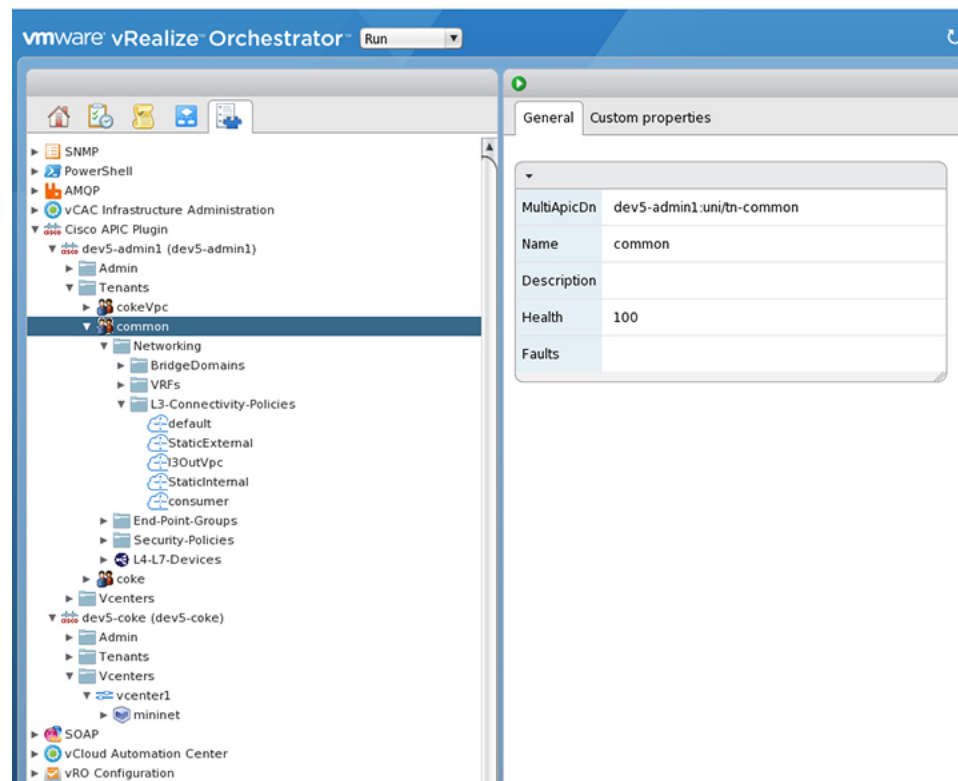 vmware vRealize Orchestrator Run
General Custom properties
SNMP
PowerShell
AMQP
vCAC Infrastructure Administration
Cisco APIC Plugin
dev5-admin1 (dev5-admin1)
Admin
Tenants
cokeVpc
common
Networking
BridgeDomains
VRFs
L3-Connectivity-Policies
default
StaticExternal
l3OutVpc
StaticInternal
consumer
End-Point-Groups
Security-Policies
L4-L7-Devices
coke
Vcenters
dev5-coke (dev5-coke)
Admin
Tenants
Vcenters
vcenter1
mininet
SOAP
vCloud Automation Center
vRO Configuration
MultiApicDn dev5-admin1:uni/tn-common
Name common
Description
Health 100
Faults